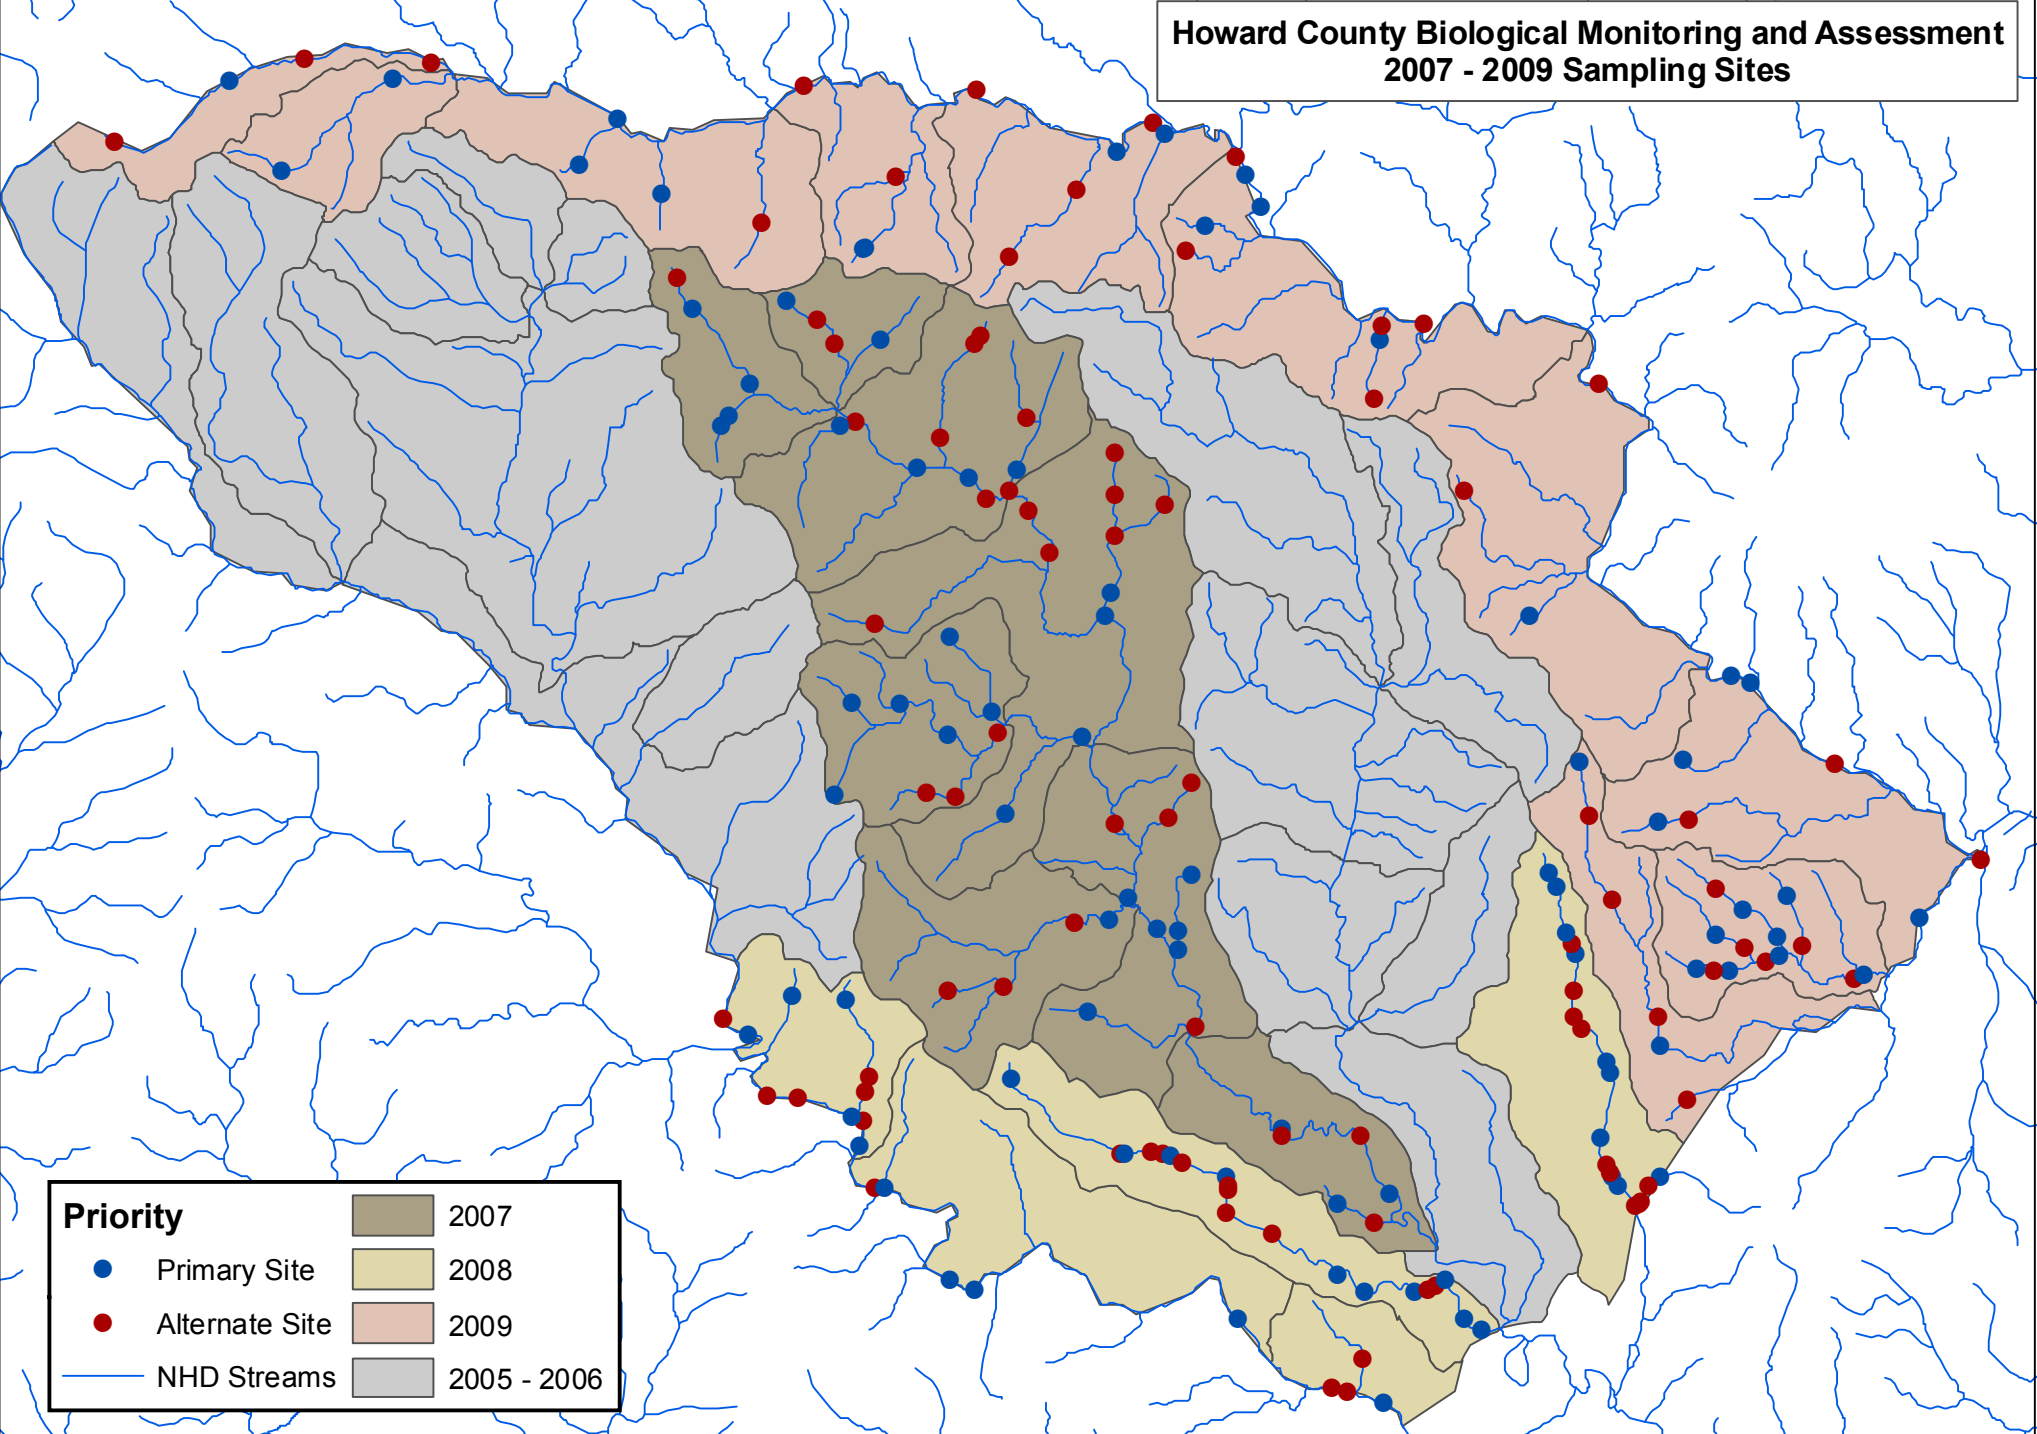 Howard County Biological Monitoring and Assessment
2007 - 2009 Sampling Sites
Priority
Primary Site
Alternate Site
NHD Streams
2007
2008
2009
2005 - 2006